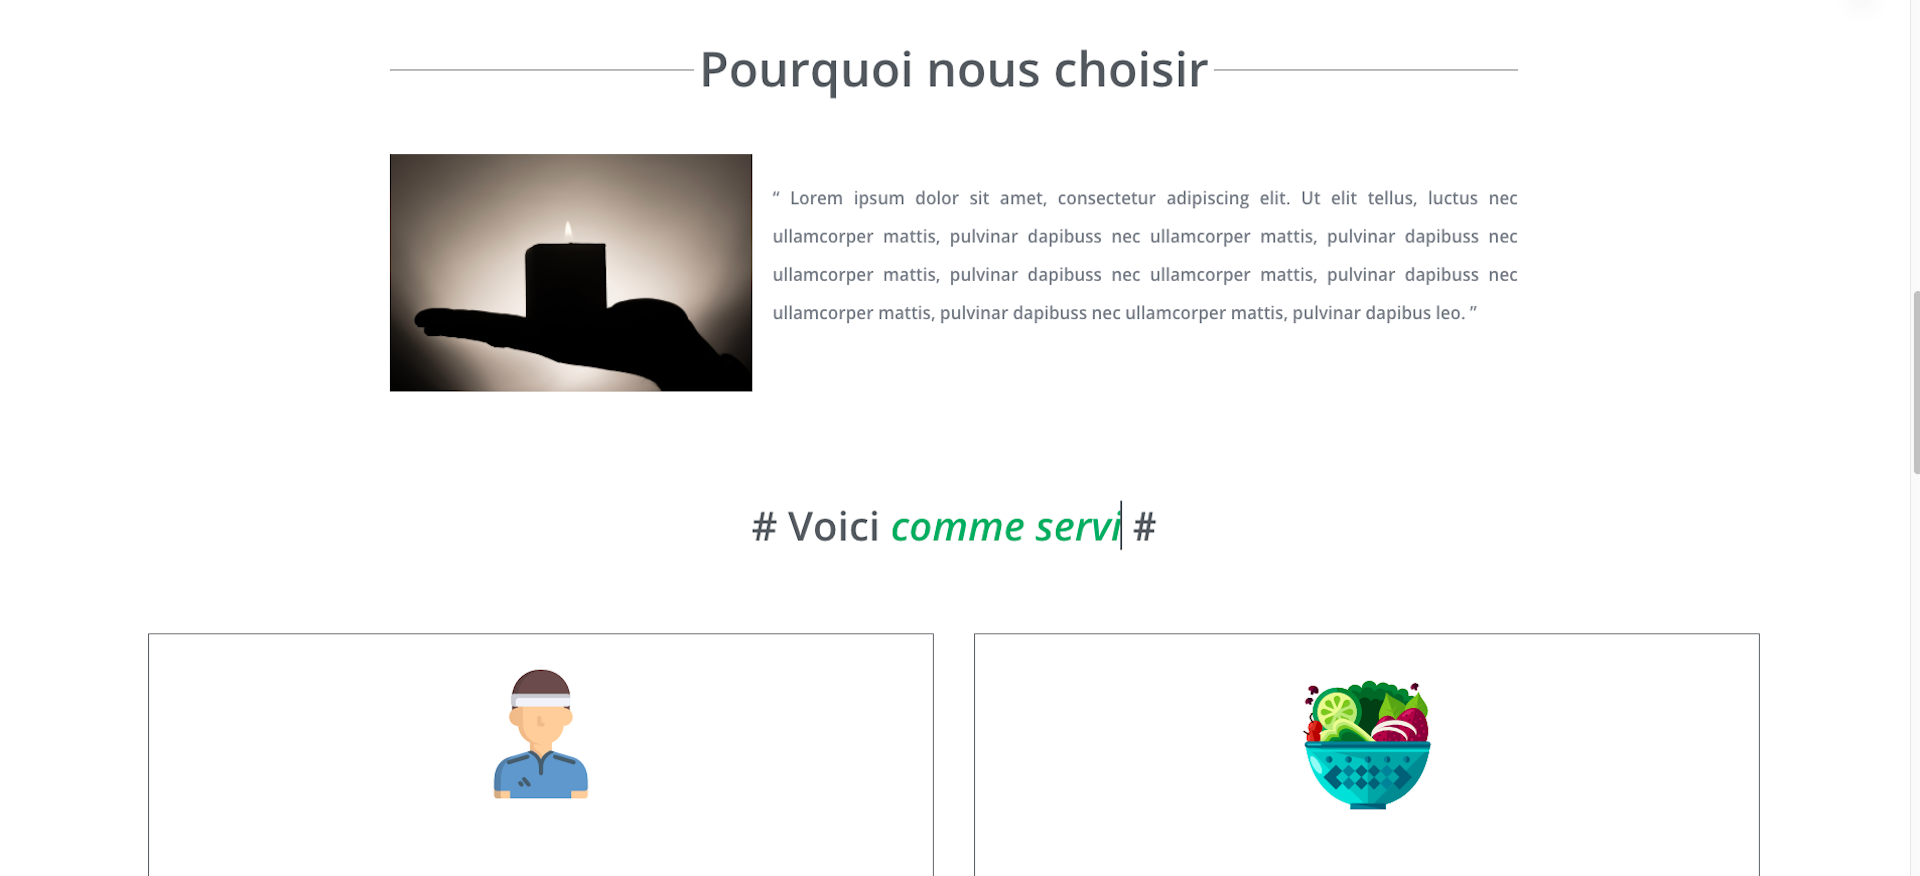 Pourquoi nous choisir
“ Lorem ipsum dolor sit amet, consectetur adipiscing elit. Ut elit tellus, luctus nec
ullamcorper mattis, pulvinar dapibuss nec ullamcorper mattis, pulvinar dapibuss nec
ullamcorper mattis, pulvinar dapibuss nec ullamcorper mattis, pulvinar dapibuss nec
ullamcorper mattis, pulvinar dapibuss nec ullamcorper mattis, pulvinar dapibus leo. ”
# Voici comme servi #